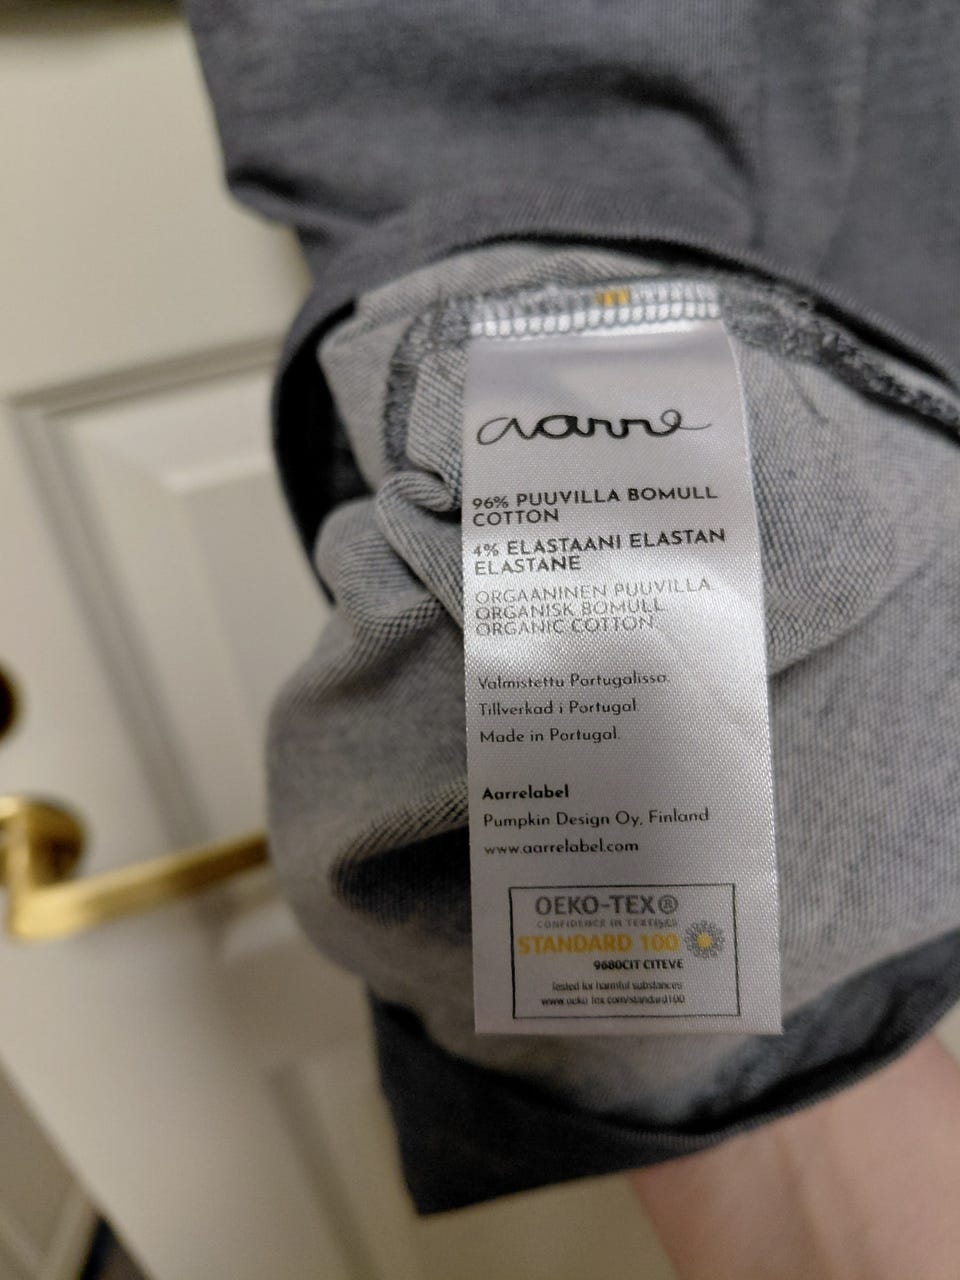 aarre
96% PUUVILLA BOMULL
COTTON
4% ELASTAANI ELASTAN
ELASTANE
ORGAANINEN PUUVILLA.
ORGANISK BOMULL.
ORGANIC COTTON.
Valmistettu Portugalissa.
Tillverkad i Portugal
Made in Portugal.
Aarrelabel
Pumpkin Design Oy, Finland
www.aarrelabel.com
OEKO-TEX®
CONFIDENCE IN TEXTILES
STANDARD 100
9680CIT CITEVE
Tested for harmful substances
www.oeko-tex.com/standard100